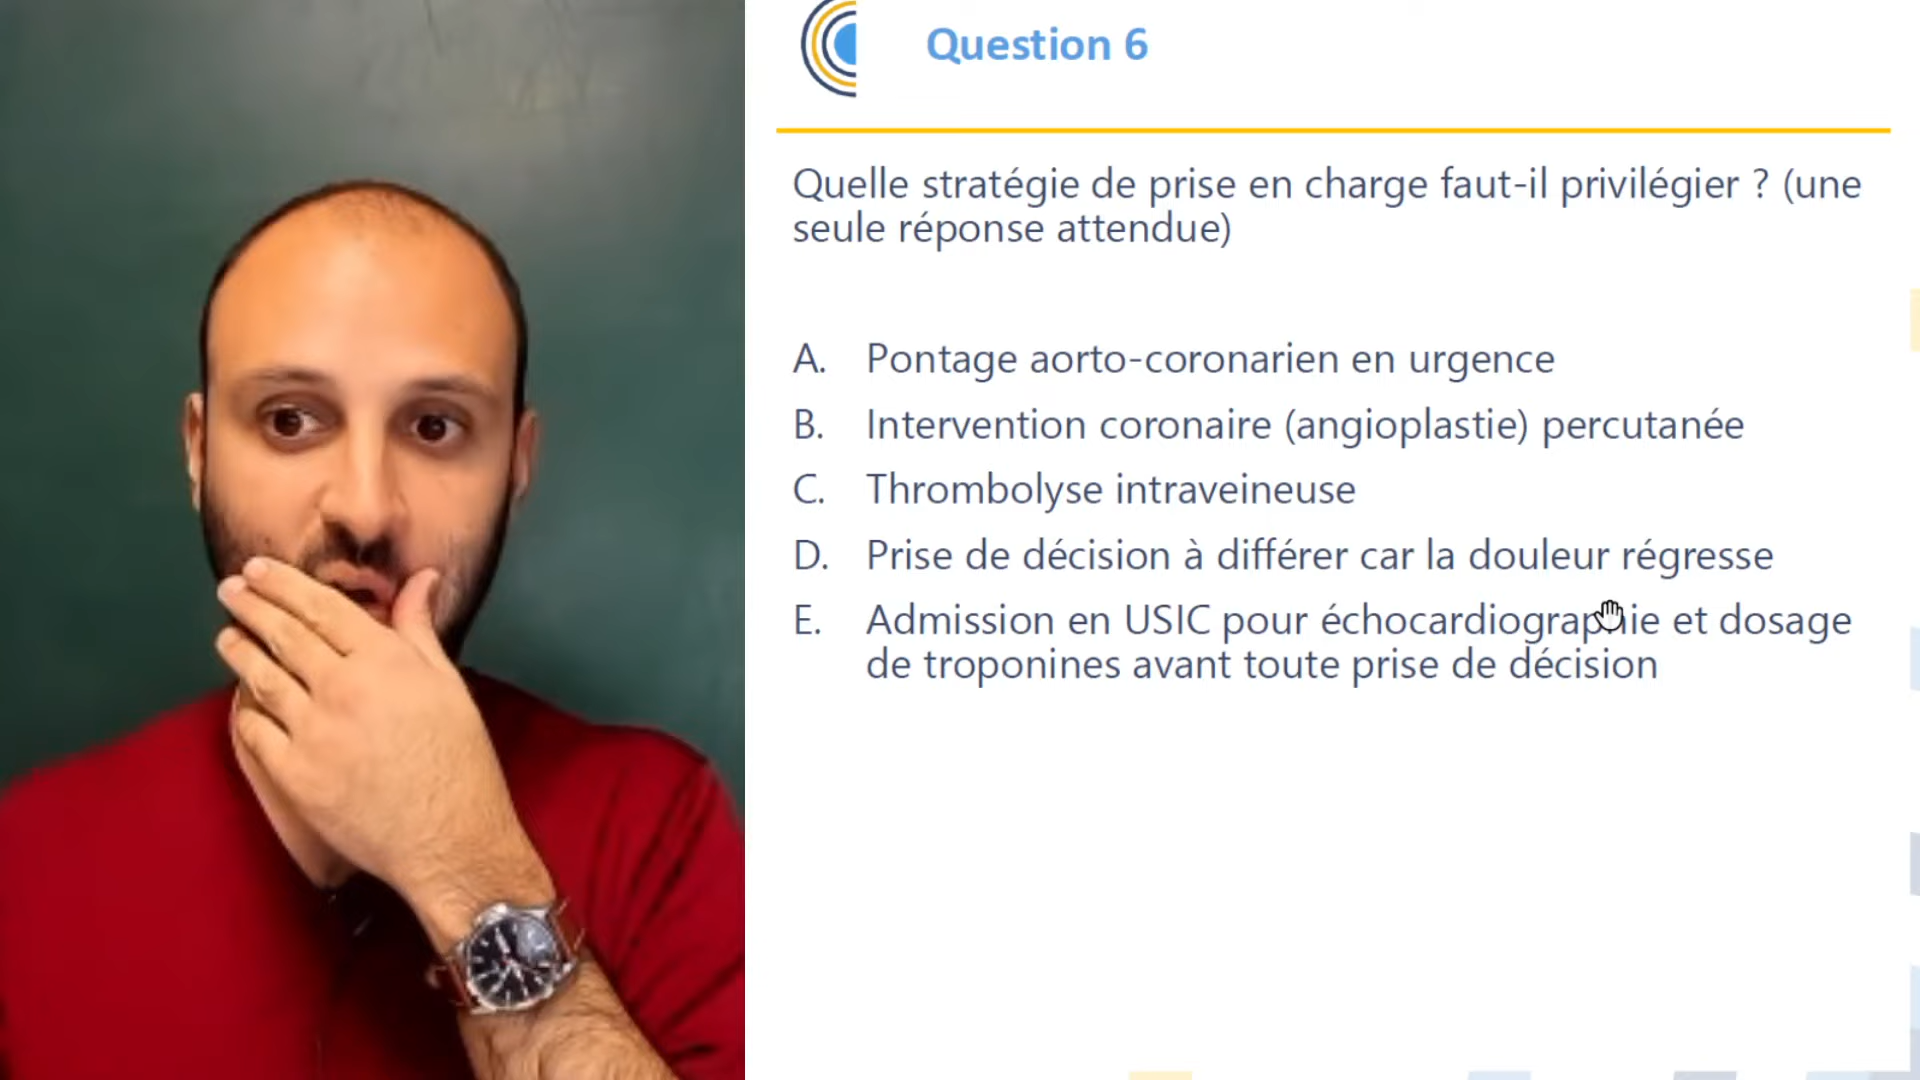 Question 6
Quelle stratégie de prise en charge faut-il privilégier ? (une
seule réponse attendue)
A. Pontage aorto-coronarien en urgence
B. Intervention coronaire (angioplastie) percutanée
C. Thrombolyse intraveineuse
D. Prise de décision à différer car la douleur régresse
E. Admission en USIC pour échocardiographie et dosage
de troponines avant toute prise de décision